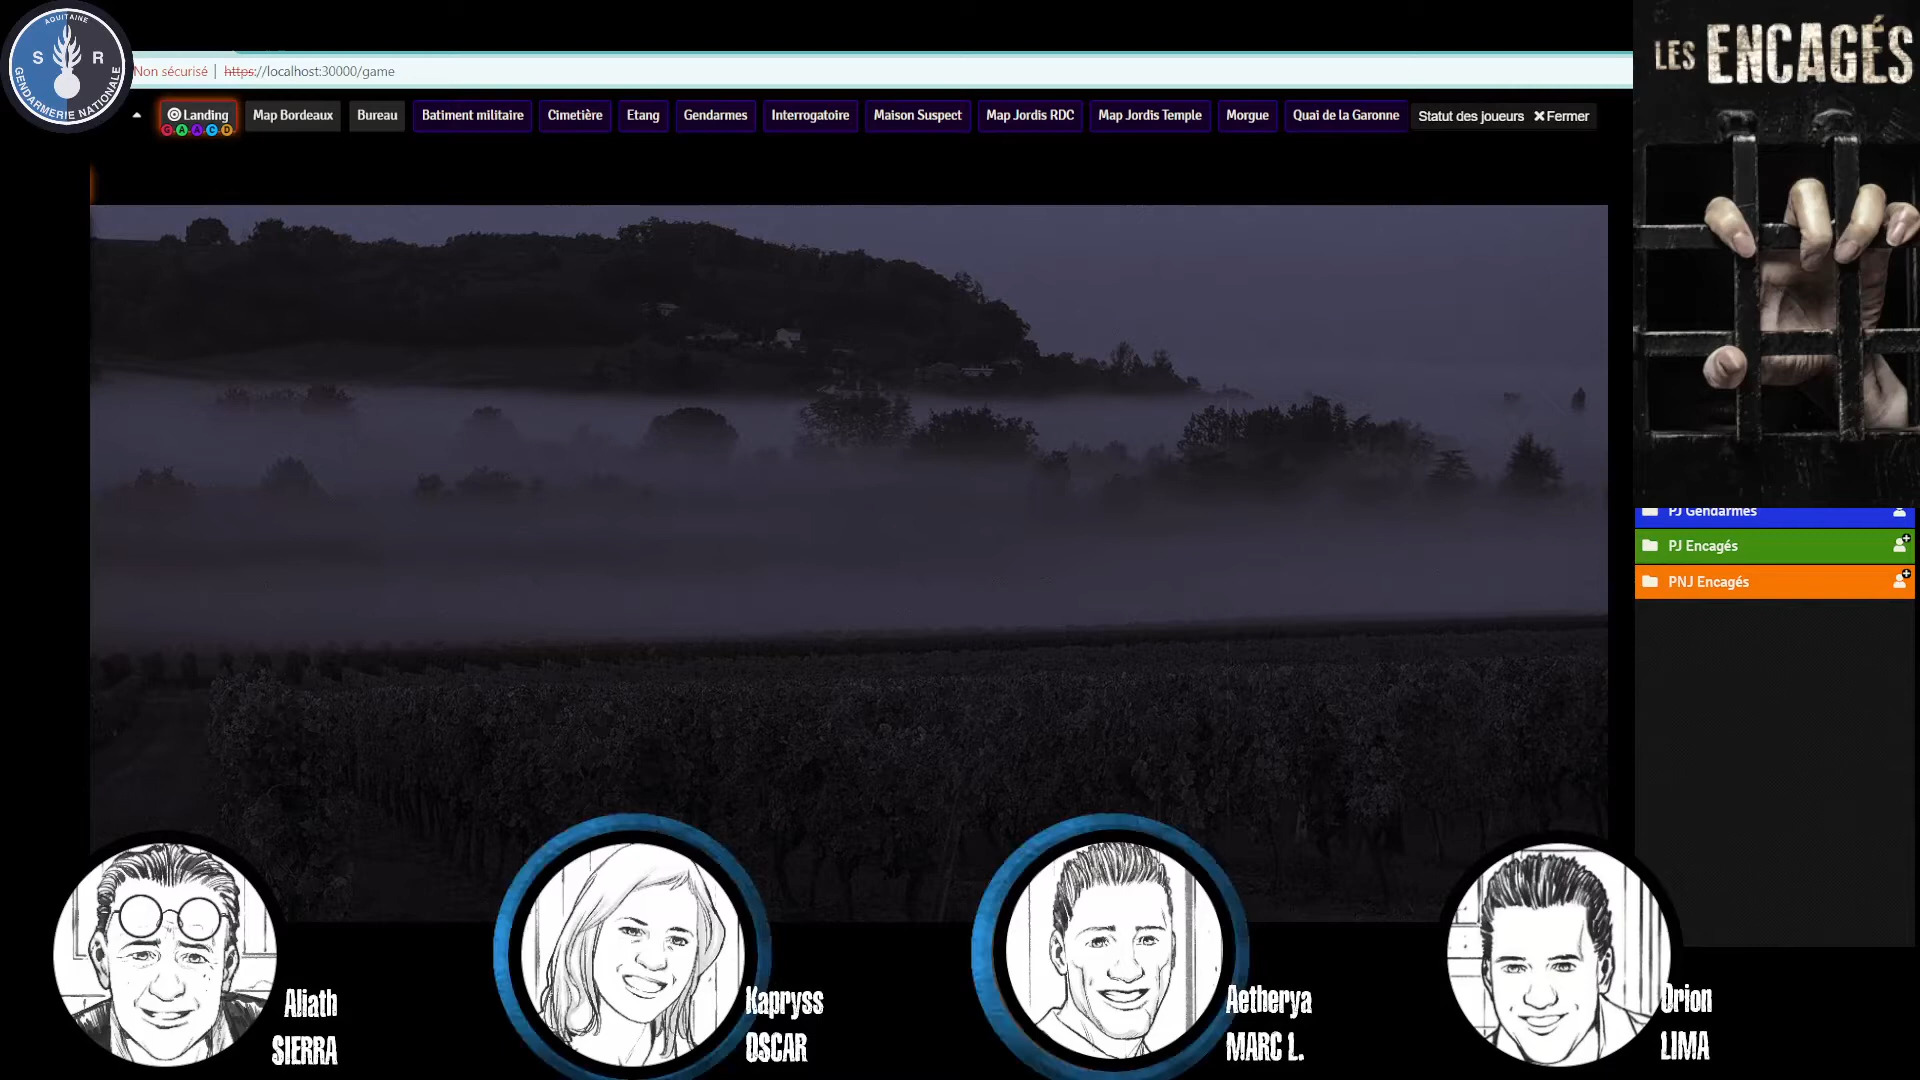 AQUITAINE
S R
GENDARMERIE NATIONALE
LES ENCAGÉS
Non sécurisé | https://localhost:30000/game
Landing Map Bordeaux Bureau Batiment militaire Cimetière Etang Gendarmes Interrogatoire Maison Suspect Map Jordis RDC Map Jordis Temple Morgue Quai de la Garonne Statut des joueurs Fermer
G A A C D
PJ Gendarmes
PJ Encagés
PNJ Encagés
Aliath
SIERRA
Kapryss
OSCAR
Aetherya
MARC L.
Orion
LIMA